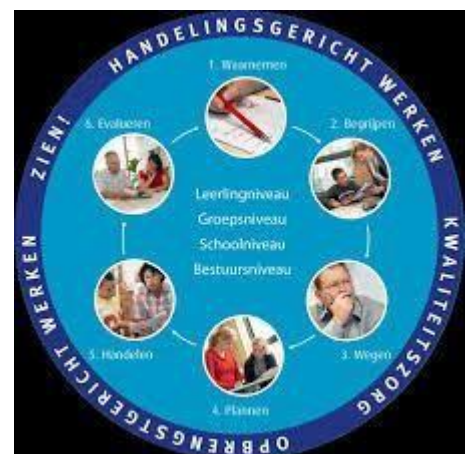 HANDELINGSGERICHT WERKEN
KWALITEITSZORG
OPBRENGSTGERICHT WERKEN
ZIEN!
1. Waarnemen
2. Begrijpen
3. Wegen
4. Plannen
5. Handelen
6. Evalueren
Leerlingniveau
Groepsniveau
Schoolniveau
Bestuursniveau